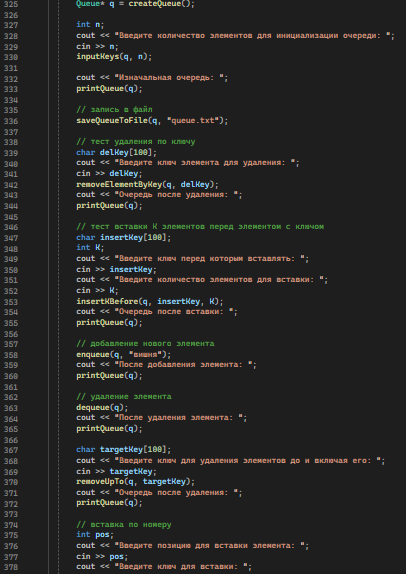 325 Queue* q = createQueue();
326
327 int n;
328 cout << "Введите количество элементов для инициализации очереди: ";
329 cin >> n;
330 inputKeys(q, n);
331
332 cout << "Изначальная очередь: ";
333 printQueue(q);
334
335 // запись в файл
336 saveQueueToFile(q, "queue.txt");
337
338 // тест удаления по ключу
339 char delKey[100];
340 cout << "Введите ключ элемента для удаления: ";
341 cin >> delKey;
342 removeElementByKey(q, delKey);
343 cout << "Очередь после удаления: ";
344 printQueue(q);
345
346 // тест вставки К элементов перед элементом с ключом
347 char insertKey[100];
348 int K;
349 cout << "Введите ключ перед которым вставлять: ";
350 cin >> insertKey;
351 cout << "Введите количество элементов для вставки: ";
352 cin >> K;
353 insertKBefore(q, insertKey, K);
354 cout << "Очередь после вставки: ";
355 printQueue(q);
356
357 // добавление нового элемента
358 enqueue(q, "вишня");
359 cout << "После добавления элемента: ";
360 printQueue(q);
361
362 // удаление элемента
363 dequeue(q);
364 cout << "После удаления элемента: ";
365 printQueue(q);
366
367 char targetKey[100];
368 cout << "Введите ключ для удаления элементов до и включая его: ";
369 cin >> targetKey;
370 removeUpTo(q, targetKey);
371 cout << "Очередь после удаления: ";
372 printQueue(q);
373
374 // вставка по номеру
375 int pos;
376 cout << "Введите позицию для вставки элемента: ";
377 cin >> pos;
378 cout << "Введите ключ для вставки: ";